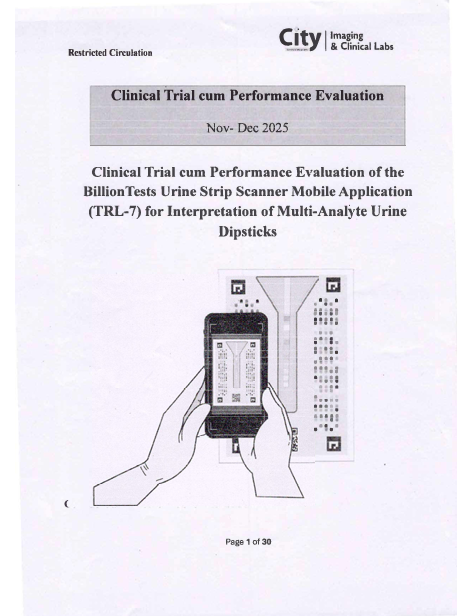 City Imaging
& Clinical Labs
Restricted Circulation
Clinical Trial cum Performance Evaluation
Nov- Dec 2025
Clinical Trial cum Performance Evaluation of the
BillionTests Urine Strip Scanner Mobile Application
(TRL-7) for Interpretation of Multi-Analyte Urine
Dipsticks
Page 1 of 30